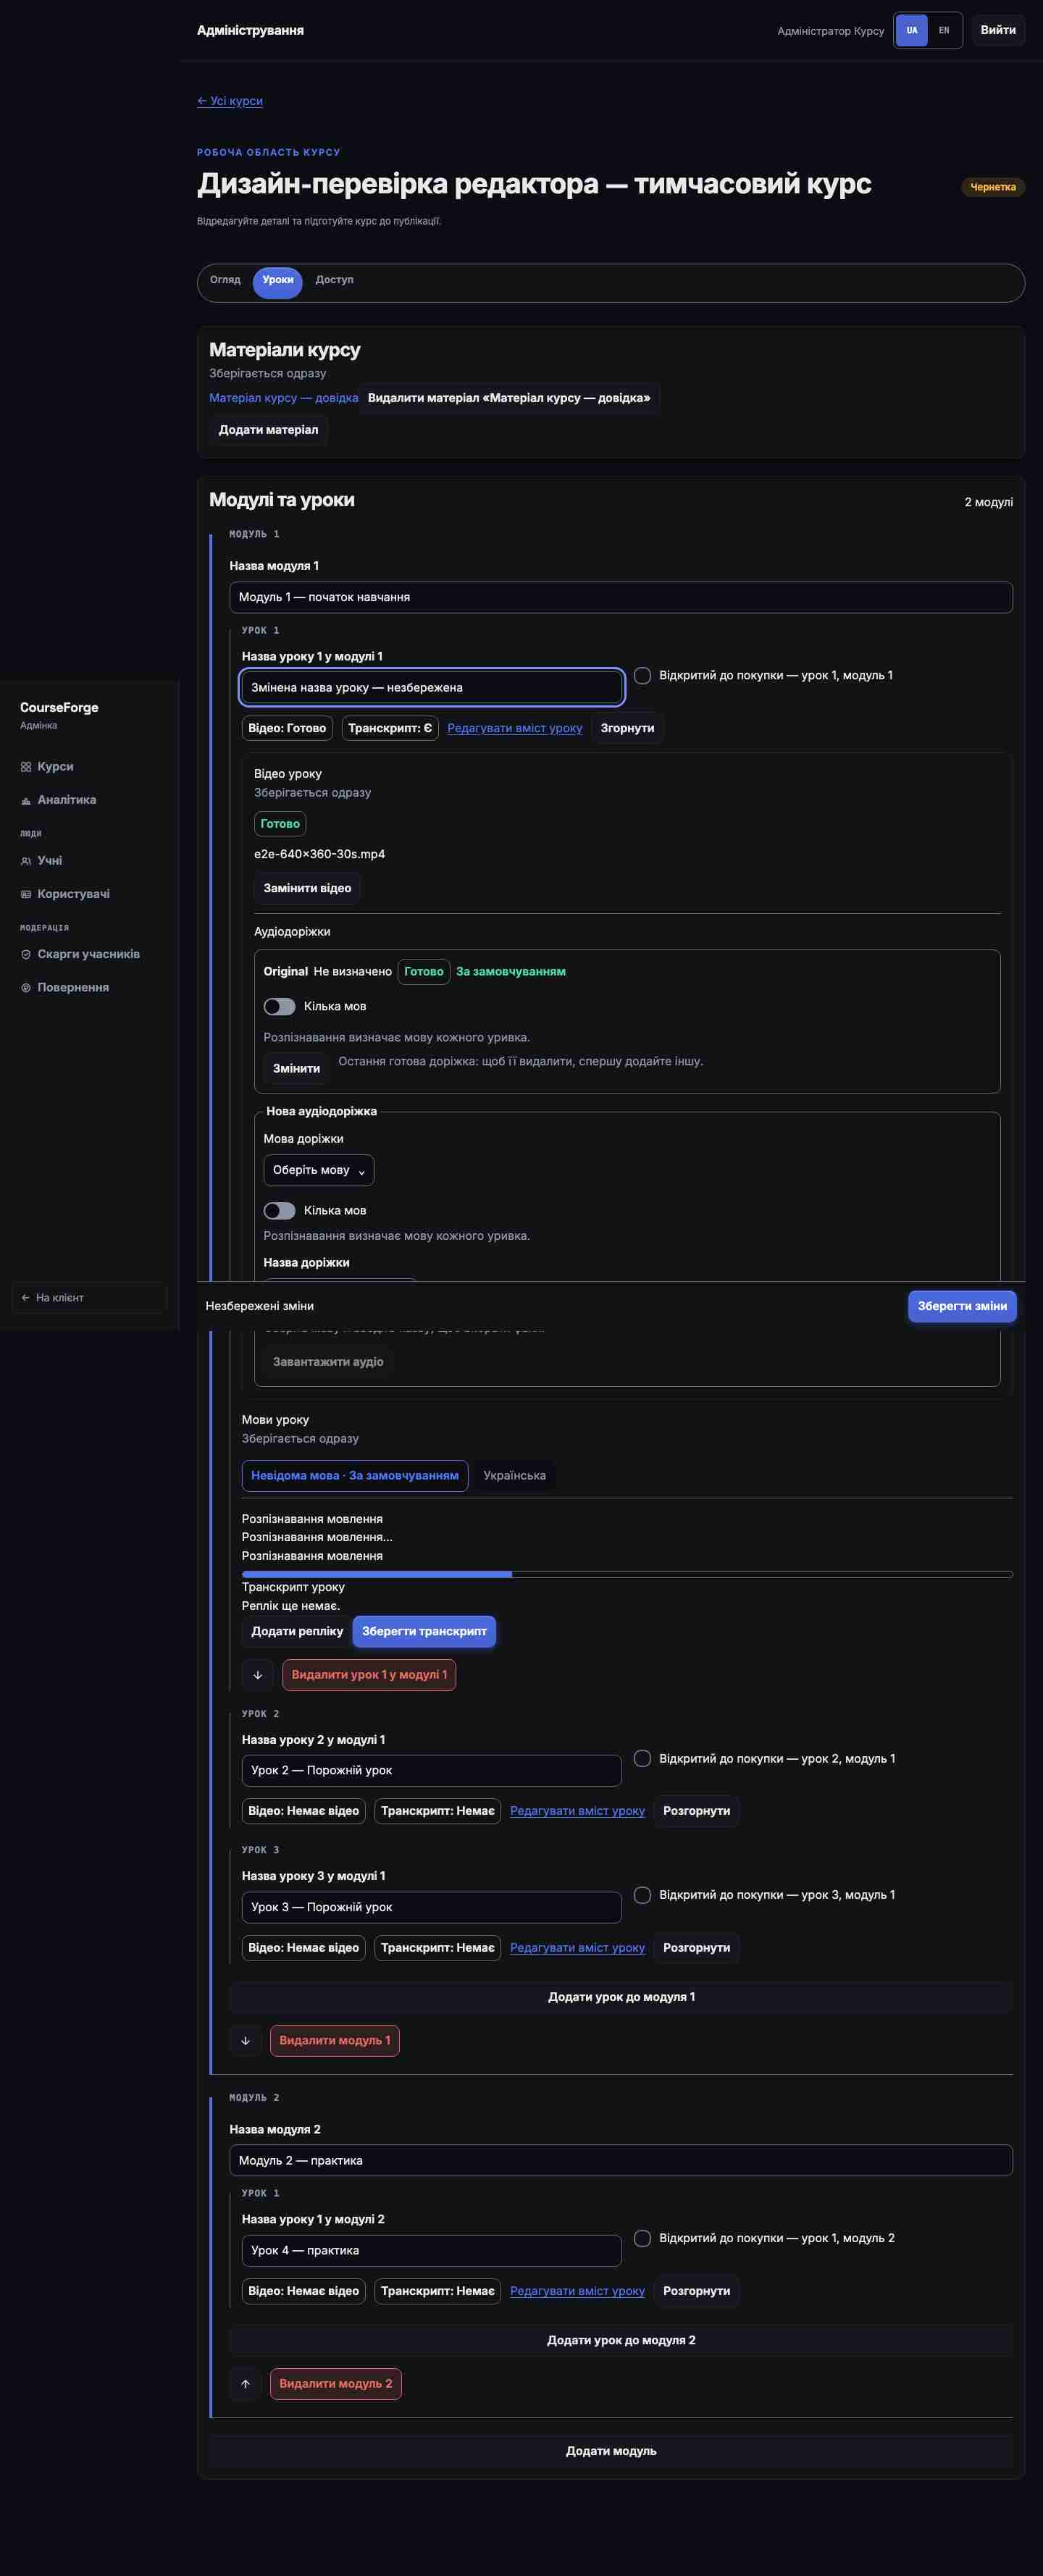 Адміністрування
Адміністратор Курсу
UA
EN
Вийти
← Усі курси
РОБОЧА ОБЛАСТЬ КУРСУ
Дизайн-перевірка редактора — тимчасовий курс
Чернетка
Відредагуйте деталі та підготуйте курс до публікації.
Огляд
Уроки
Доступ
Матеріали курсу
Зберігається одразу
Матеріал курсу — довідка
Видалити матеріал «Матеріал курсу — довідка»
Додати матеріал
Модулі та уроки
2 модулі
МОДУЛЬ 1
Назва модуля 1
Модуль 1 — початок навчання
УРОК 1
Назва уроку 1 у модулі 1
Змінена назва уроку — незбережена
Відкритий до покупки — урок 1, модуль 1
Відео: Готово
Транскрипт: Є
Редагувати вміст уроку
Згорнути
CourseForge
Адмінка
Курси
Аналітика
ЛЮДИ
Учні
Користувачі
МОДЕРАЦІЯ
Скарги учасників
Повернення
← На клієнт
Відео уроку
Зберігається одразу
Готово
e2e-640×360-30s.mp4
Замінити відео
Аудіодоріжки
Original Не визначено Готово За замовчуванням
Кілька мов
Розпізнавання визначає мову кожного уривка.
Змінити
Остання готова доріжка: щоб її видалити, спершу додайте іншу.
Нова аудіодоріжка
Мова доріжки
Оберіть мову
Кілька мов
Розпізнавання визначає мову кожного уривка.
Назва доріжки
Незбережені зміни
Зберегти зміни
Завантажити аудіо
Мови уроку
Зберігається одразу
Невідома мова · За замовчуванням
Українська
Розпізнавання мовлення
Розпізнавання мовлення…
Розпізнавання мовлення
Транскрипт уроку
Реплік ще немає.
Додати репліку
Зберегти транскрипт
↓
Видалити урок 1 у модулі 1
УРОК 2
Назва уроку 2 у модулі 1
Урок 2 — Порожній урок
Відкритий до покупки — урок 2, модуль 1
Відео: Немає відео
Транскрипт: Немає
Редагувати вміст уроку
Розгорнути
УРОК 3
Назва уроку 3 у модулі 1
Урок 3 — Порожній урок
Відкритий до покупки — урок 3, модуль 1
Відео: Немає відео
Транскрипт: Немає
Редагувати вміст уроку
Розгорнути
Додати урок до модуля 1
↓
Видалити модуль 1
МОДУЛЬ 2
Назва модуля 2
Модуль 2 — практика
УРОК 1
Назва уроку 1 у модулі 2
Урок 4 — практика
Відкритий до покупки — урок 1, модуль 2
Відео: Немає відео
Транскрипт: Немає
Редагувати вміст уроку
Розгорнути
Додати урок до модуля 2
↑
Видалити модуль 2
Додати модуль